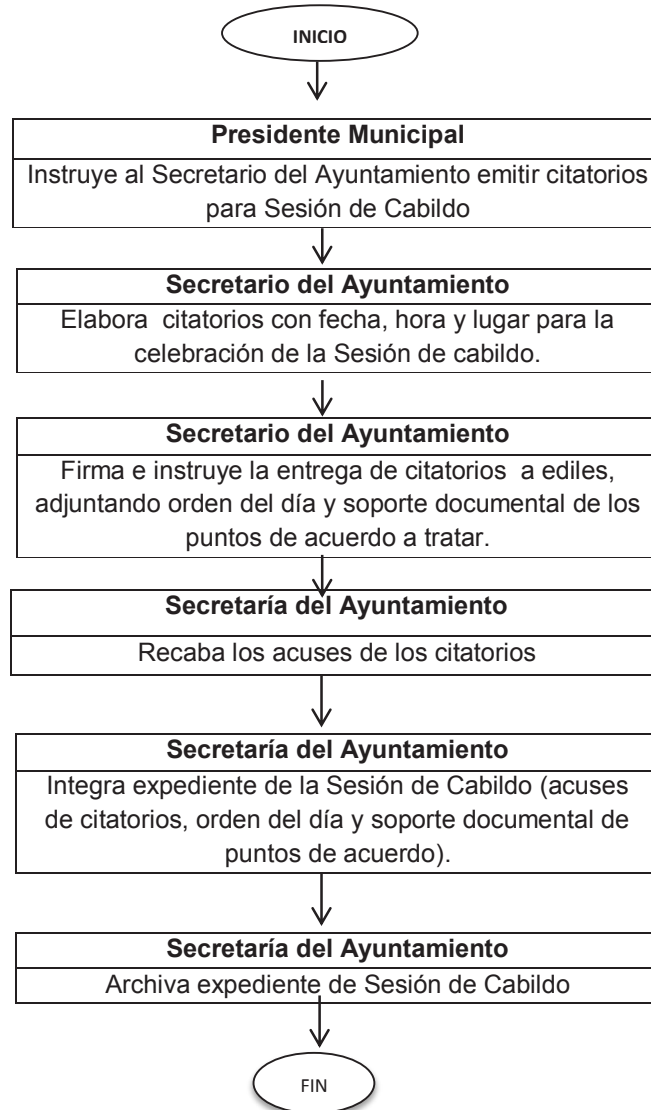 INICIO
Presidente Municipal
Instruye al Secretario del Ayuntamiento emitir citatorios
para Sesión de Cabildo
Secretario del Ayuntamiento
Elabora citatorios con fecha, hora y lugar para la
celebración de la Sesión de cabildo.
Secretario del Ayuntamiento
Firma e instruye la entrega de citatorios a ediles,
adjuntando orden del día y soporte documental de los
puntos de acuerdo a tratar.
Secretaría del Ayuntamiento
Recaba los acuses de los citatorios
Secretaría del Ayuntamiento
Integra expediente de la Sesión de Cabildo (acuses
de citatorios, orden del día y soporte documental de
puntos de acuerdo).
Secretaría del Ayuntamiento
Archiva expediente de Sesión de Cabildo
FIN